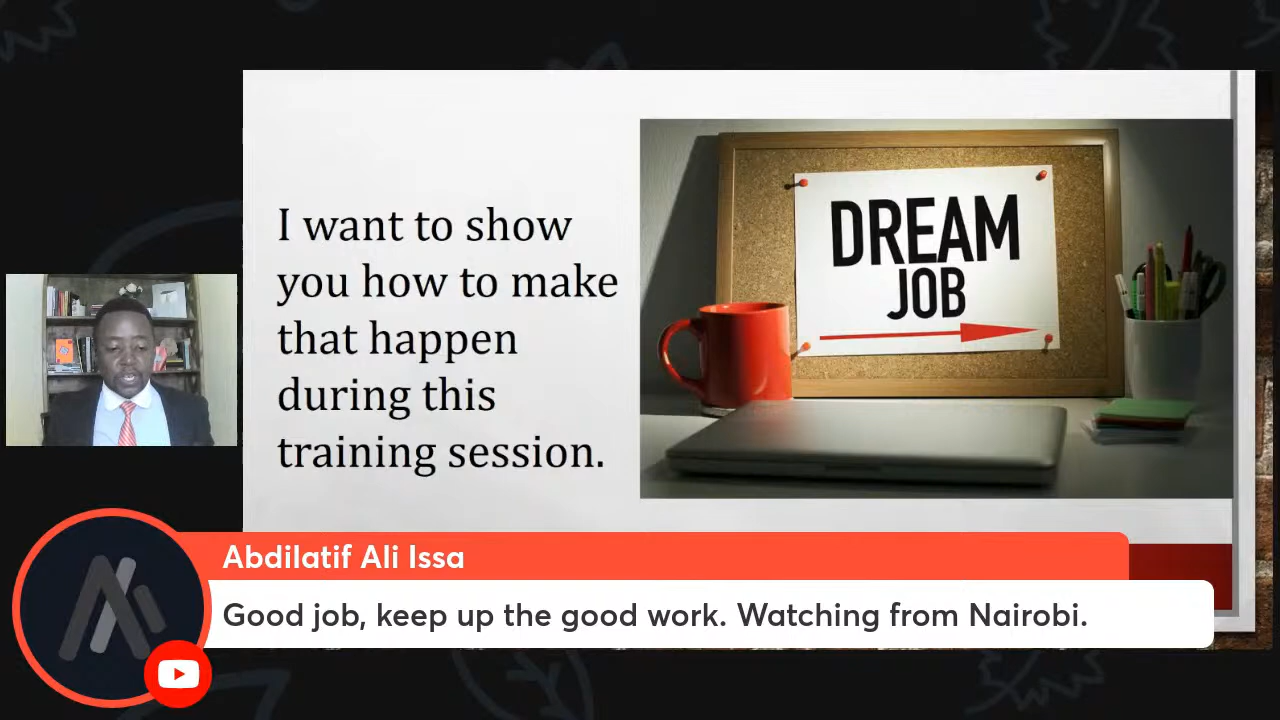 I want to show
you how to make
that happen
during this
training session.
DREAM
JOB
Abdilatif Ali Issa
Good job, keep up the good work. Watching from Nairobi.